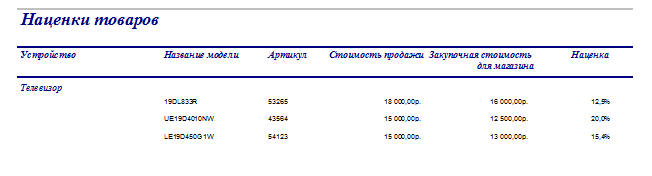 Наценки товаров
Устройство Название модели Артикул Стоимость продажи Закупочная стоимость для магазина Наценка
Телевизор
19DL833R 53265 18 000,00р. 16 000,00р. 12,5%
UE19D4010NW 43564 15 000,00р. 12 500,00р. 20,0%
LE19D450G1W 54123 15 000,00р. 13 000,00р. 15,4%